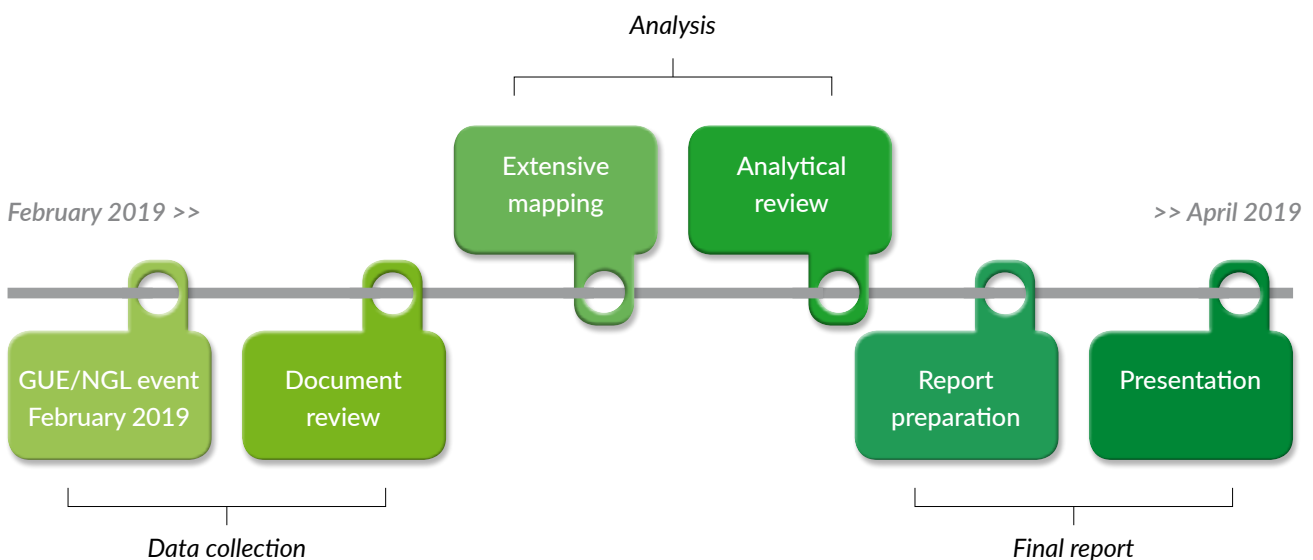 Analysis
Extensive
mapping
Analytical
review
February 2019 >>
>> April 2019
GUE/NGL event
February 2019
Document
review
Report
preparation
Presentation
Data collection
Final report